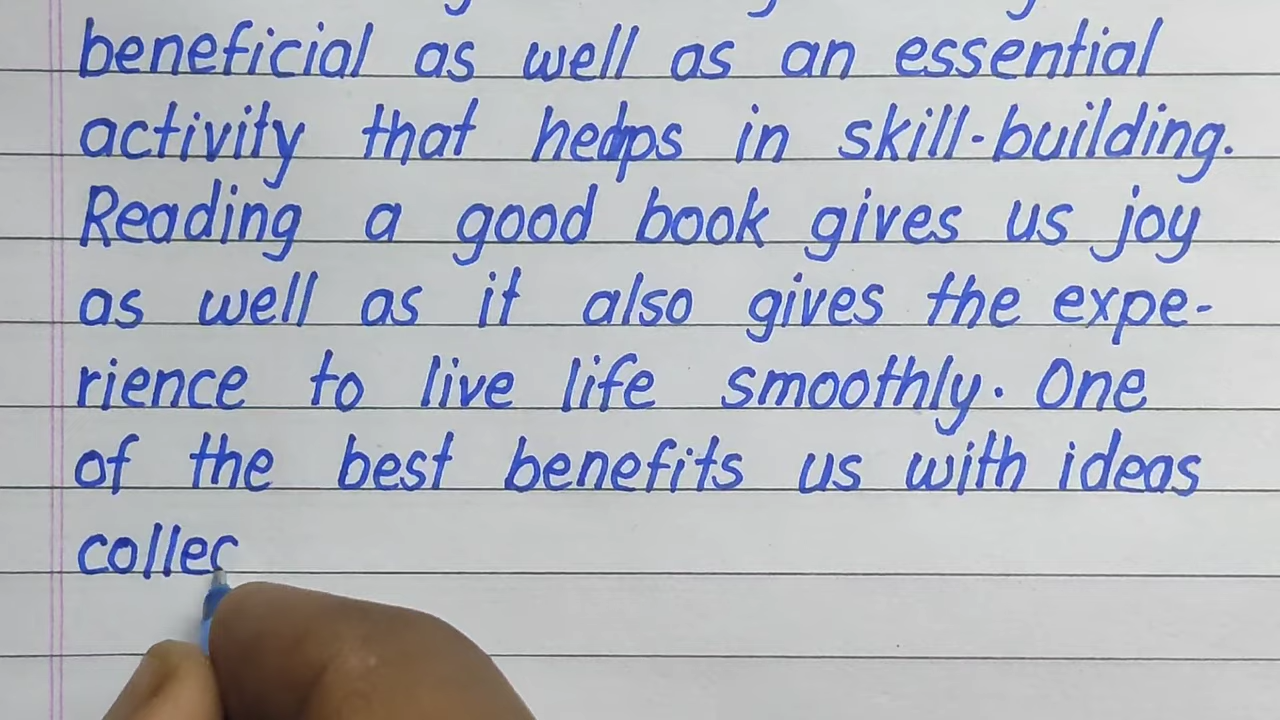 beneficial as well as an essential
activity that helps in skill-building.
Reading a good book gives us joy
as well as it also gives the expe-
rience to live life smoothly. One
of the best benefits us with ideas
collec